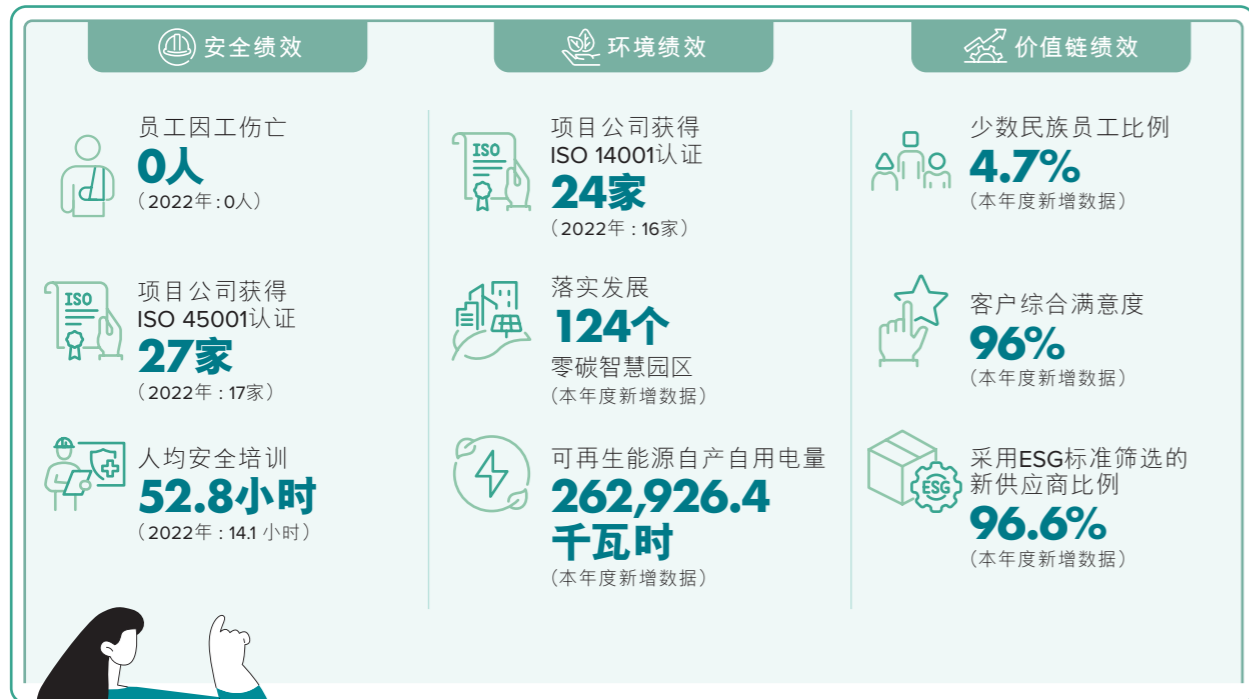 安全绩效
员工因工伤亡
0人
（2022年：0人）
ISO
项目公司获得
ISO 45001认证
27家
（2022年：17家）
人均安全培训
52.8小时
（2022年：14.1 小时）
环境绩效
ISO
项目公司获得
ISO 14001认证
24家
（2022年：16家）
落实发展
124个
零碳智慧园区
（本年度新增数据）
可再生能源自产自用电量
262,926.4
千瓦时
（本年度新增数据）
价值链绩效
少数民族员工比例
4.7%
（本年度新增数据）
客户综合满意度
96%
（本年度新增数据）
ESG
采用ESG标准筛选的
新供应商比例
96.6%
（本年度新增数据）